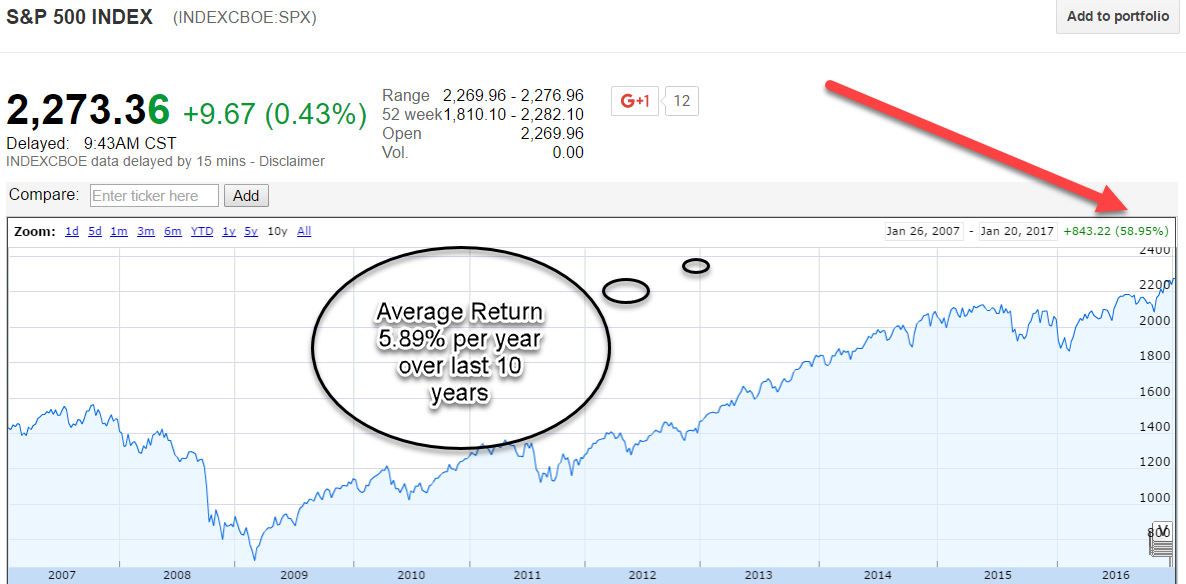 S&P 500 INDEX (INDEXCBOE:SPX)
Add to portfolio
2,273.36 +9.67 (0.43%)
Delayed: 9:43AM CST
INDEXCBOE data delayed by 15 mins - Disclaimer
Range 2,269.96 - 2,276.96
52 week 1,810.10 - 2,282.10
Open 2,269.96
Vol. 0.00
G+1 12
Compare: Enter ticker here Add
Zoom: 1d 5d 1m 3m 6m YTD 1y 5y 10y All
Jan 26, 2007 - Jan 20, 2017 +843.22 (58.95%)
Average Return
5.89% per year
over last 10
years
2400
2200
2000
1800
1600
1400
1200
1000
800
V
2007 2008 2009 2010 2011 2012 2013 2014 2015 2016